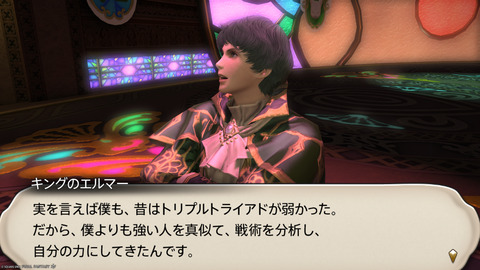 キングのエルマー
実を言えば僕も、昔はトリプルトライアドが弱かった。
だから、僕よりも強い人を真似て、戦術を分析し、
自分の力にしてきたんです。